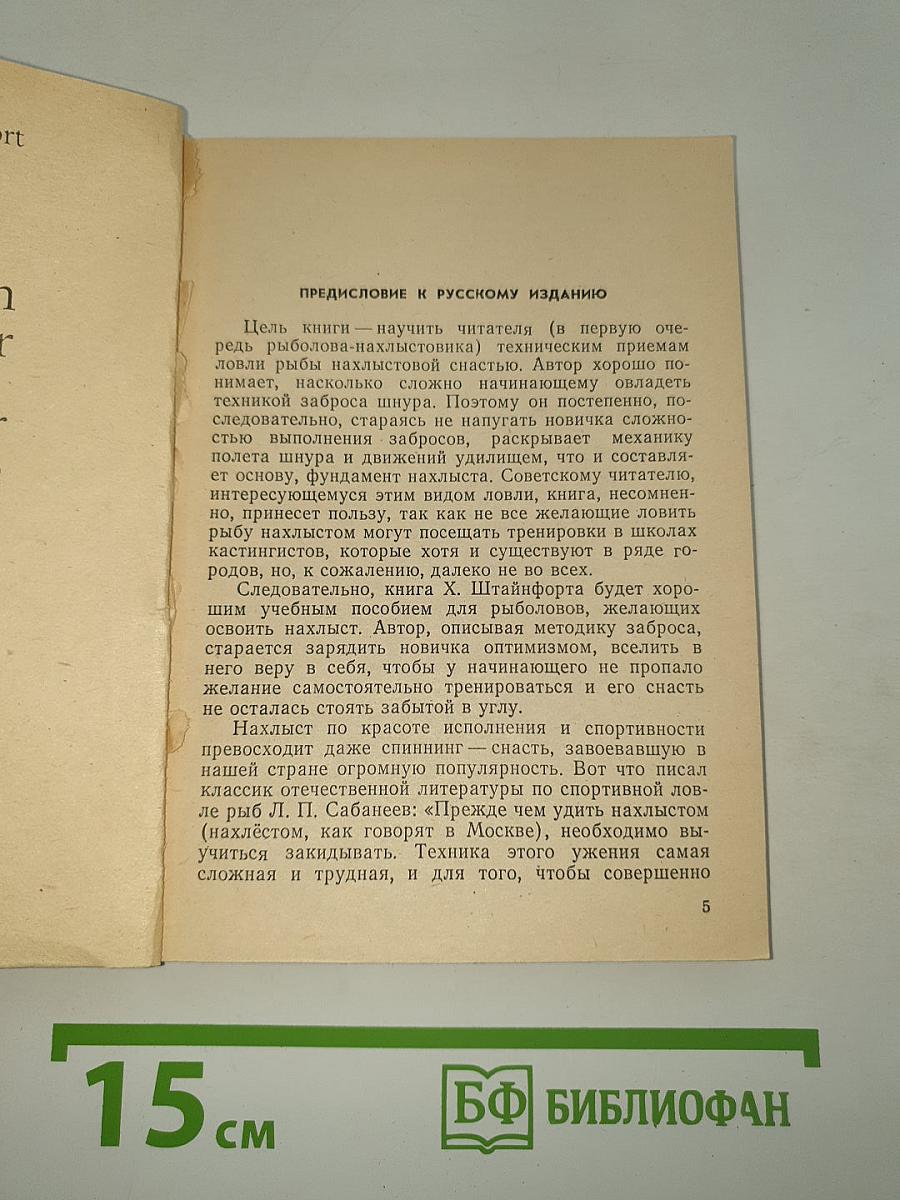 ort
n
r
ПРЕДИСЛОВИЕ К РУССКОМУ ИЗДАНИЮ
Цель книги — научить читателя (в первую оче-
редь рыболова-нахлыстовика) техническим приемам
ловли рыбы нахлыстовой снастью. Автор хорошо по-
нимает, насколько сложно начинающему овладеть
техникой заброса шнура. Поэтому он постепенно, по-
следовательно, стараясь не напугать новичка сложно-
стью выполнения забросов, раскрывает механику
полета шнура и движений удилищем, что и составля-
ет основу, фундамент нахлыста. Советскому читателю,
интересующемуся этим видом ловли, книга, несомнен-
но, принесет пользу, так как не все желающие ловить
рыбу нахлыстом могут посещать тренировки в школах
кастингистов, которые хотя и существуют в ряде го-
родов, но, к сожалению, далеко не во всех.
Следовательно, книга Х. Штайнфорта будет хоро-
шим учебным пособием для рыболовов, желающих
освоить нахлыст. Автор, описывая методику заброса,
старается зарядить новичка оптимизмом, вселить в
него веру в себя, чтобы у начинающего не пропало
желание самостоятельно тренироваться и его снасть
не осталась стоять забытой в углу.
Нахлыст по красоте исполнения и спортивности
превосходит даже спиннинг — снасть, завоевавшую в
нашей стране огромную популярность. Вот что писал
классик отечественной литературы по спортивной лов-
ле рыб Л. П. Сабанеев: «Прежде чем удить нахлыстом
(нахлёстом, как говорят в Москве), необходимо вы-
учиться закидывать. Техника этого ужения самая
сложная и трудная, и для того, чтобы совершенно
5
15 см
БФ БИБЛИОФАН